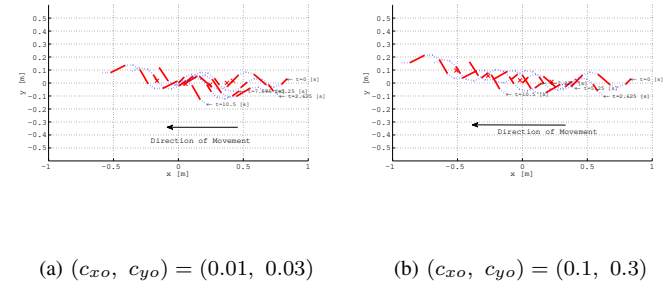 0.5
0.4
0.3
0.2
0.1
0
−0.1
−0.2
−0.3
−0.4
−0.5
y [m]
← t=0 [s]
← t=2.625 [s]
← t=10.5 [s]
Direction of Movement
−1
−0.5
0
0.5
1
x [m]
0.5
0.4
0.3
0.2
0.1
0
−0.1
−0.2
−0.3
−0.4
−0.5
y [m]
← t=0 [s]
← t=2.625 [s]
← t=5.25 [s]
Direction of Movement
−1
−0.5
0
0.5
1
x [m]
(a) (c_{xo}, c_{yo}) = (0.01, 0.03)
(b) (c_{xo}, c_{yo}) = (0.1, 0.3)